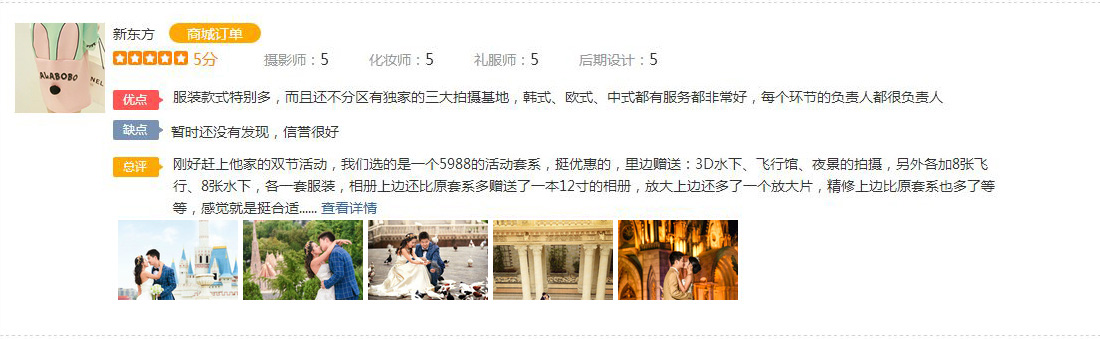 新东方 商城订单
5分 摄影师：5 化妆师：5 礼服师：5 后期设计：5
ALABOBO
优点 服装款式特别多，而且还不分区有独家的三大拍摄基地，韩式、欧式、中式都有服务都非常好，每个环节的负责人都很负责人
缺点 暂时还没有发现，信誉很好
总评 刚好赶上他家的双节活动，我们选的是一个5988的活动套系，挺优惠的，里边赠送：3D水下、飞行馆、夜景的拍摄，另外各加8张飞
行、8张水下，各一套服装，相册上边还比原套系多赠送了一本12寸的相册，放大上边还多了一个放大片，精修上边比原套系也多了等
等，感觉就是挺合适...... 查看详情